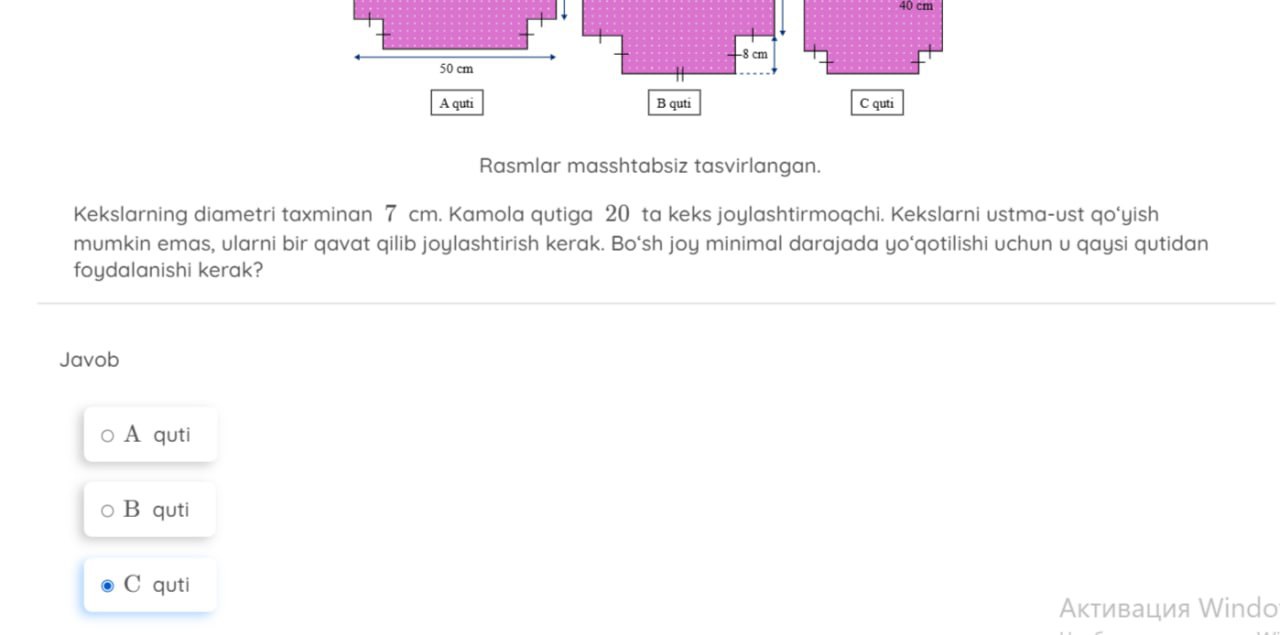 40 cm
8 cm
50 cm
A quti
B quti
C quti
Rasmlar masshtabsiz tasvirlangan.
Kekslarning diametri taxminan 7 cm. Kamola qutiga 20 ta keks joylashtirmoqchi. Kekslarni ustma-ust qo‘yish
mumkin emas, ularni bir qavat qilib joylashtirish kerak. Bo‘sh joy minimal darajada yo‘qotilishi uchun u qaysi qutidan
foydalanishi kerak?
Javob
A quti
B quti
C quti
Активация Windo